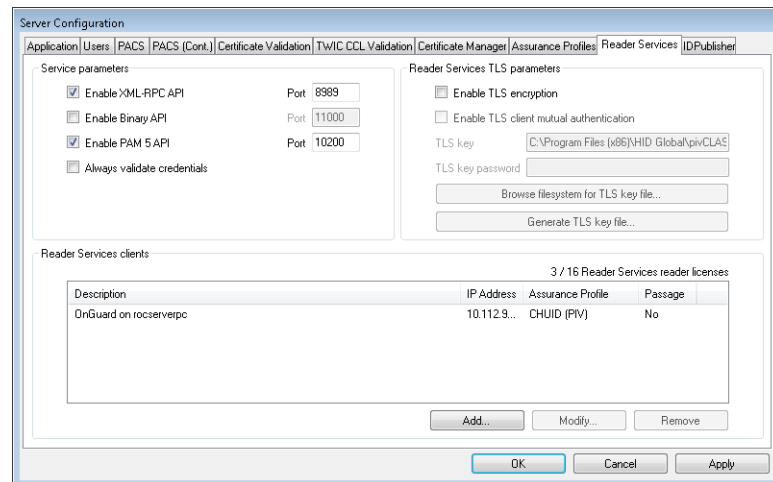 Server Configuration
Application Users PACS PACS (Cont.) Certificate Validation TWIC CCL Validation Certificate Manager Assurance Profiles Reader Services IDPublisher
Service parameters
Enable XML-RPC API Port 8989
Enable Binary API Port 11000
Enable PAM 5 API Port 10200
Always validate credentials
Reader Services TLS parameters
Enable TLS encryption
Enable TLS client mutual authentication
TLS key C:\Program Files (x86)\HID Global\pivCLAS
TLS key password
Browse filesystem for TLS key file...
Generate TLS key file...
Reader Services clients
3 / 16 Reader Services reader licenses
Description IP Address Assurance Profile Passage
OnGuard on rocserverpc 10.112.9... CHUID (PIV) No
Add... Modify... Remove
OK Cancel Apply